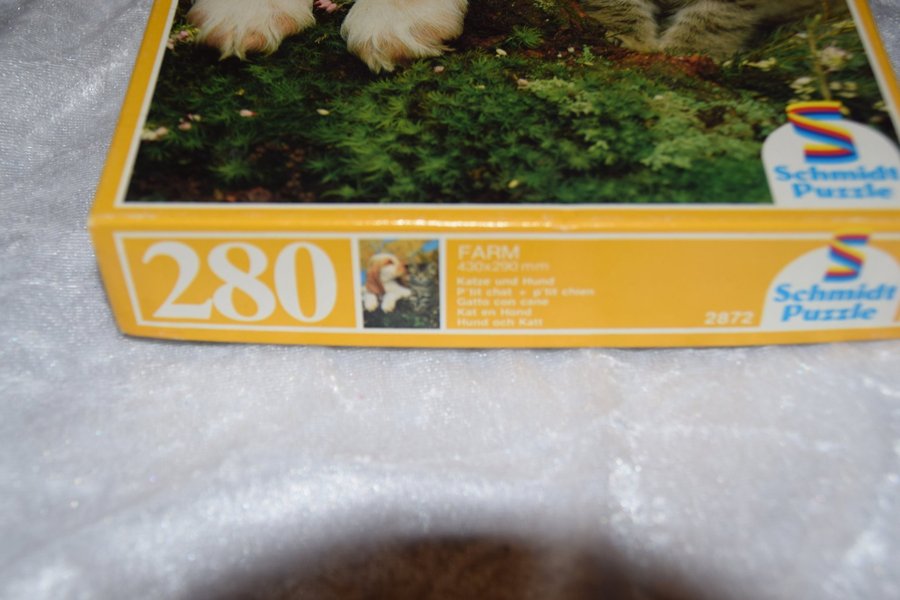 Schmidt
Puzzle
280
FARM
430x290 mm
Katze und Hund
P'tit chat + p'tit chien
Gatto con cane
Kat en Hond
Hund och Katt
2872
Schmidt
Puzzle